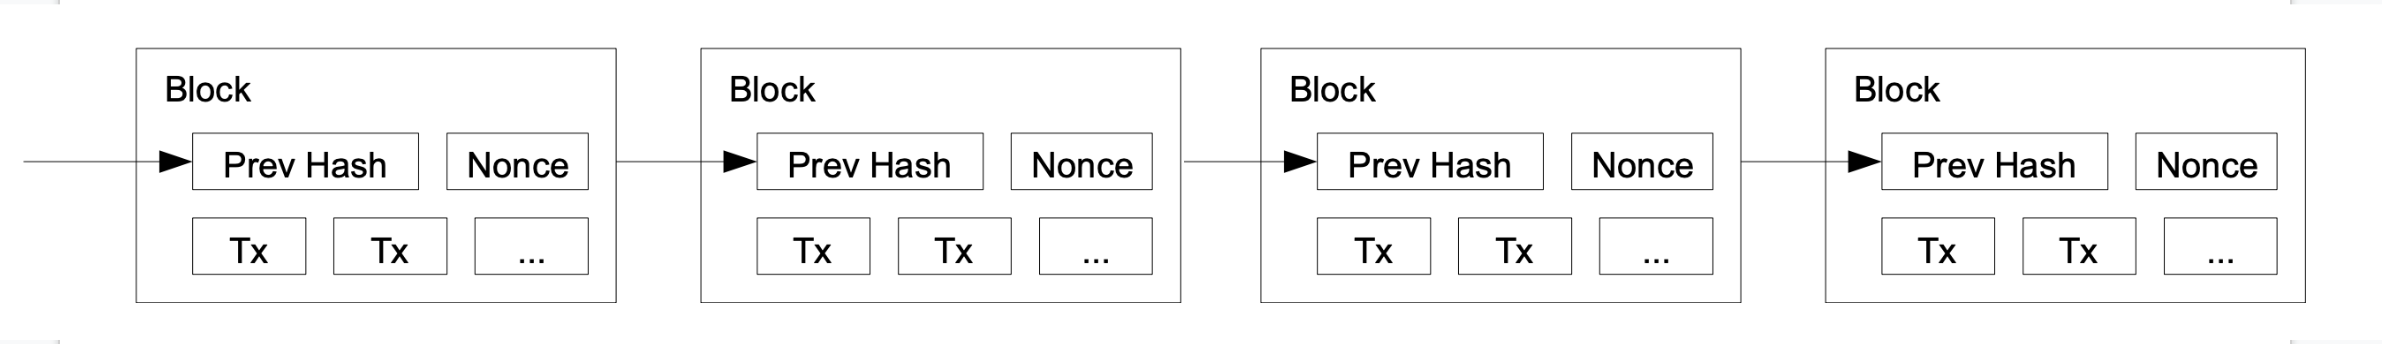 Block Block Block Block
Prev Hash Nonce Prev Hash Nonce Prev Hash Nonce Prev Hash Nonce
Tx Tx ... Tx Tx ... Tx Tx ... Tx Tx ...